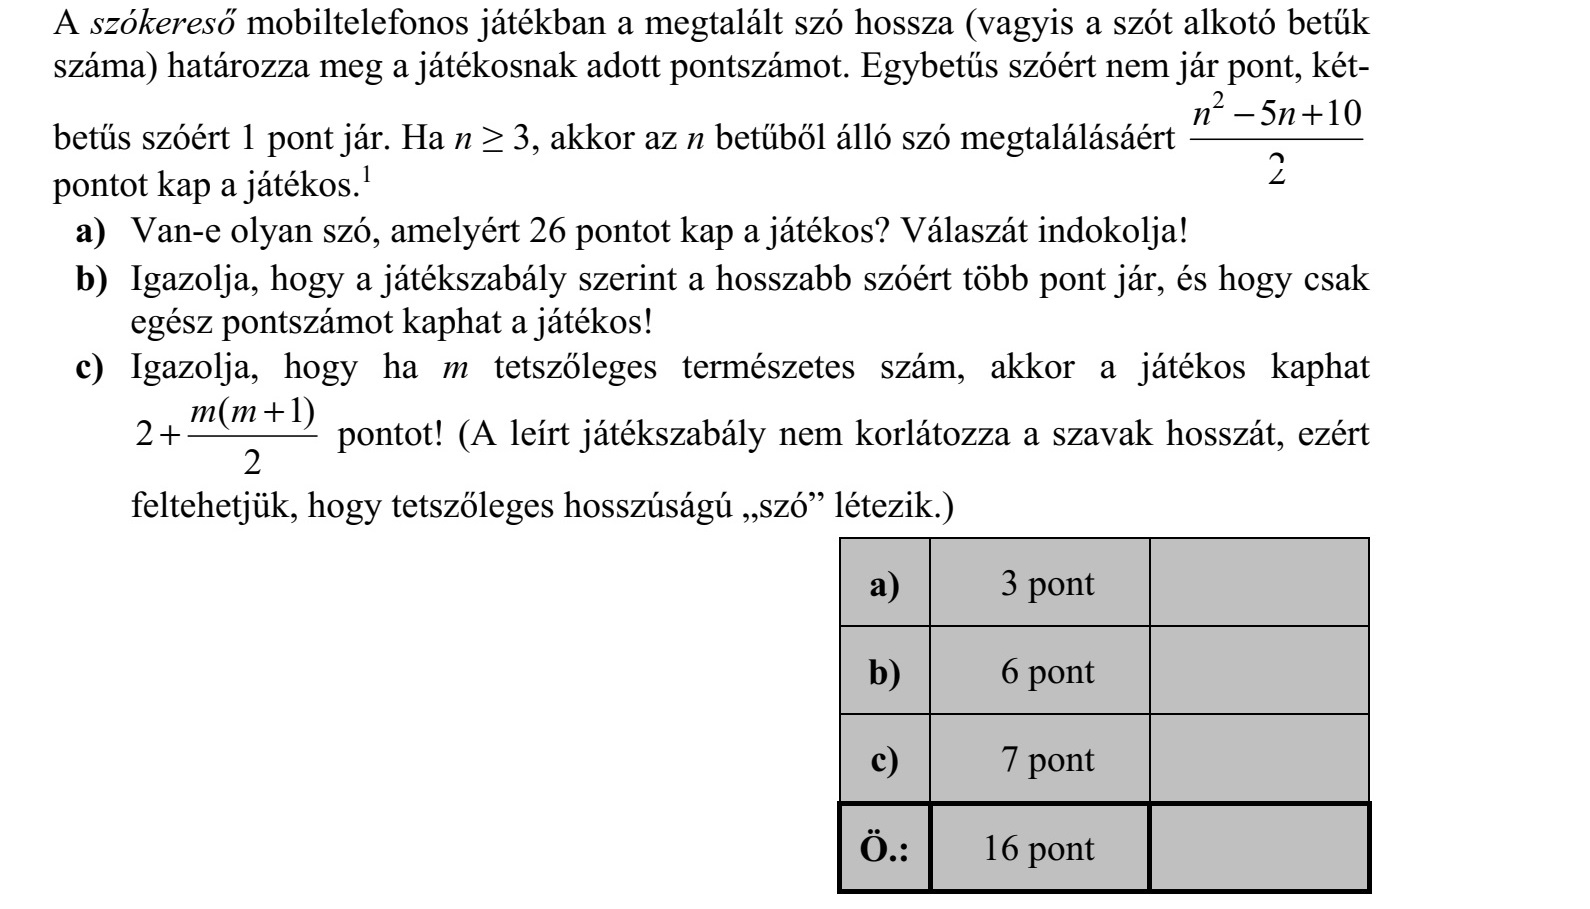 A szókereső mobiltelefonos játékban a megtalált szó hossza (vagyis a szót alkotó betűk
száma) határozza meg a játékosnak adott pontszámot. Egybetűs szóért nem jár pont, két-
betűs szóért 1 pont jár. Ha n ≥ 3, akkor az n betűből álló szó megtalálásáért (n² − 5n + 10)/2
pontot kap a játékos.¹
a) Van-e olyan szó, amelyért 26 pontot kap a játékos? Válaszát indokolja!
b) Igazolja, hogy a játékszabály szerint a hosszabb szóért több pont jár, és hogy csak
egész pontszámot kaphat a játékos!
c) Igazolja, hogy ha m tetszőleges természetes szám, akkor a játékos kaphat
2 + m(m + 1)/2 pontot! (A leírt játékszabály nem korlátozza a szavak hosszát, ezért
feltehetjük, hogy tetszőleges hosszúságú „szó” létezik.)
a) 3 pont
b) 6 pont
c) 7 pont
Ö.: 16 pont